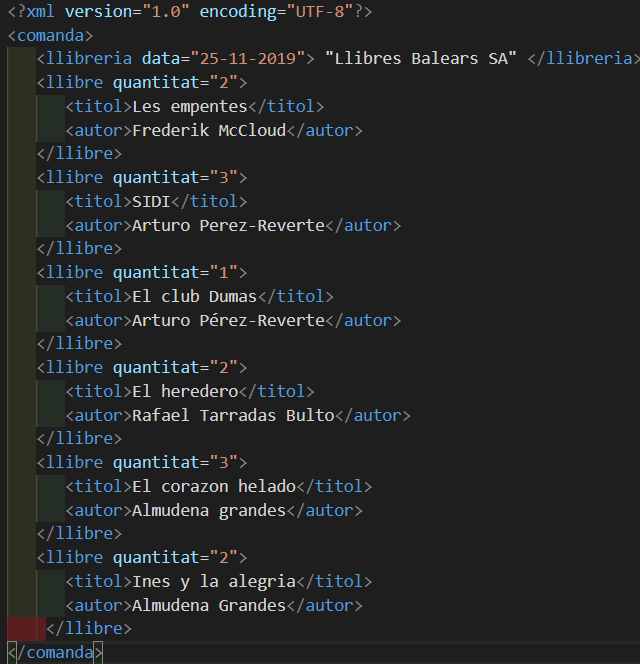 <?xml version="1.0" encoding="UTF-8"?>
<comanda>
<llibreria data="25-11-2019"> "Llibres Balears SA" </llibreria>
<llibre quantitat="2">
<titol>Les empentes</titol>
<autor>Frederik McCloud</autor>
</llibre>
<llibre quantitat="3">
<titol>SIDI</titol>
<autor>Arturo Perez-Reverte</autor>
</llibre>
<llibre quantitat="1">
<titol>El club Dumas</titol>
<autor>Arturo Pérez-Reverte</autor>
</llibre>
<llibre quantitat="2">
<titol>El heredero</titol>
<autor>Rafael Tarradas Bulto</autor>
</llibre>
<llibre quantitat="3">
<titol>El corazon helado</titol>
<autor>Almudena grandes</autor>
</llibre>
<llibre quantitat="2">
<titol>Ines y la alegria</titol>
<autor>Almudena Grandes</autor>
</llibre>
</comanda>